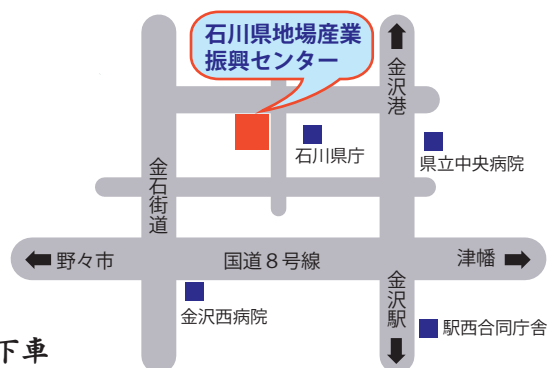 石川県地場産業
振興センター
金沢港
石川県庁
県立中央病院
金石街道
野々市
国道８号線
津幡
金沢駅
金沢西病院
駅西合同庁舎
下車